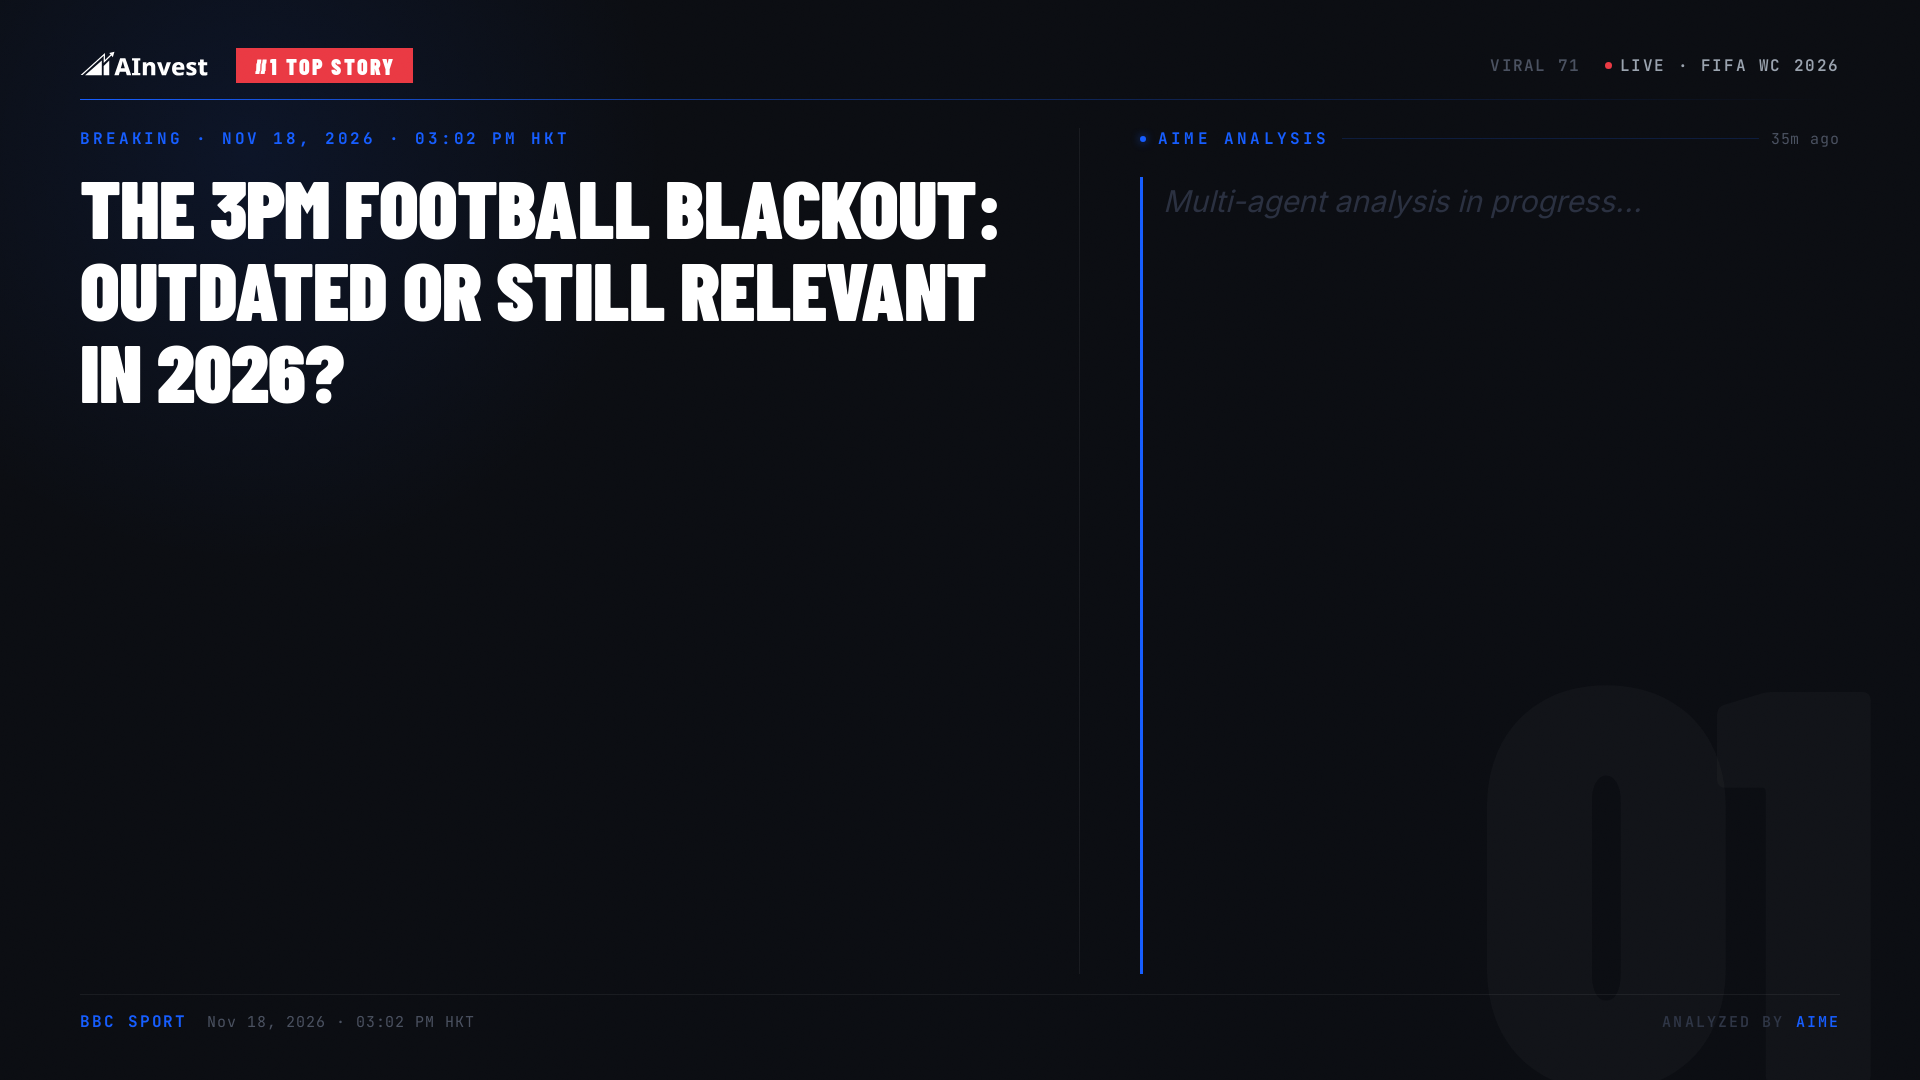 AInvest
#1 TOP STORY
VIRAL 71
LIVE · FIFA WC 2026
BREAKING · NOV 18, 2026 · 03:02 PM HKT
THE 3PM FOOTBALL BLACKOUT:
OUTDATED OR STILL RELEVANT
IN 2026?
AIME ANALYSIS
35m ago
Multi-agent analysis in progress...
01
BBC SPORT
Nov 18, 2026 · 03:02 PM HKT
ANALYZED BY AIME